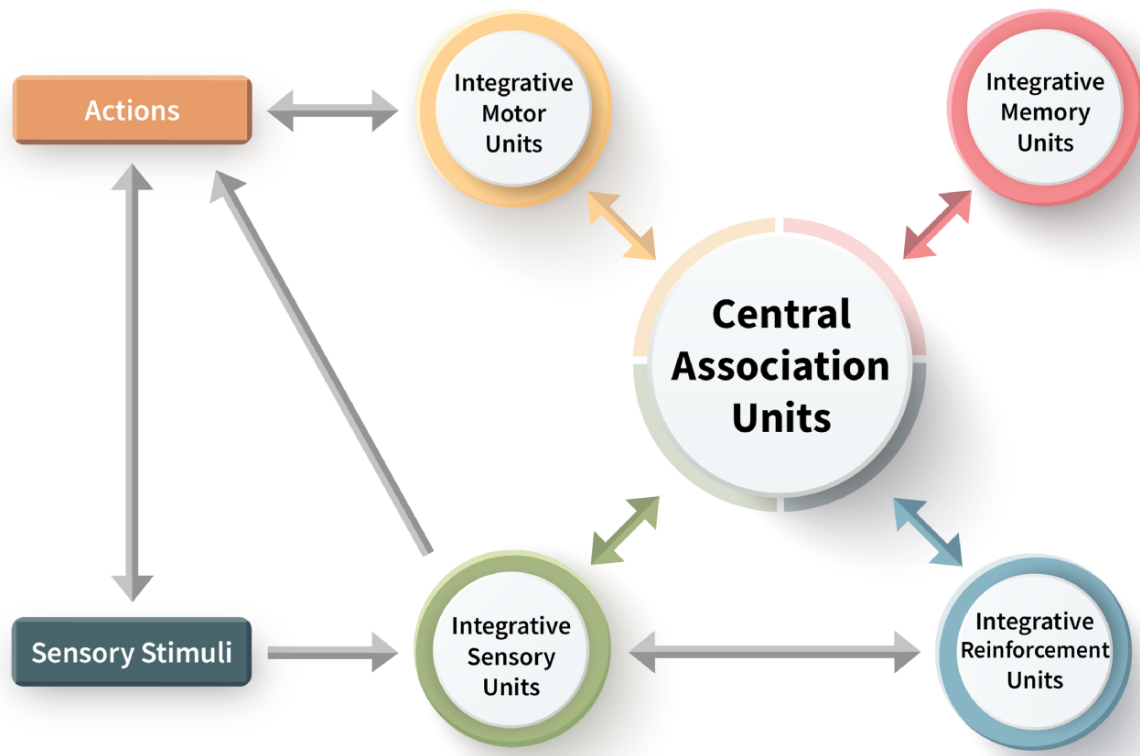 Actions
Integrative
Motor
Units
Integrative
Memory
Units
Central
Association
Units
Sensory Stimuli
Integrative
Sensory
Units
Integrative
Reinforcement
Units